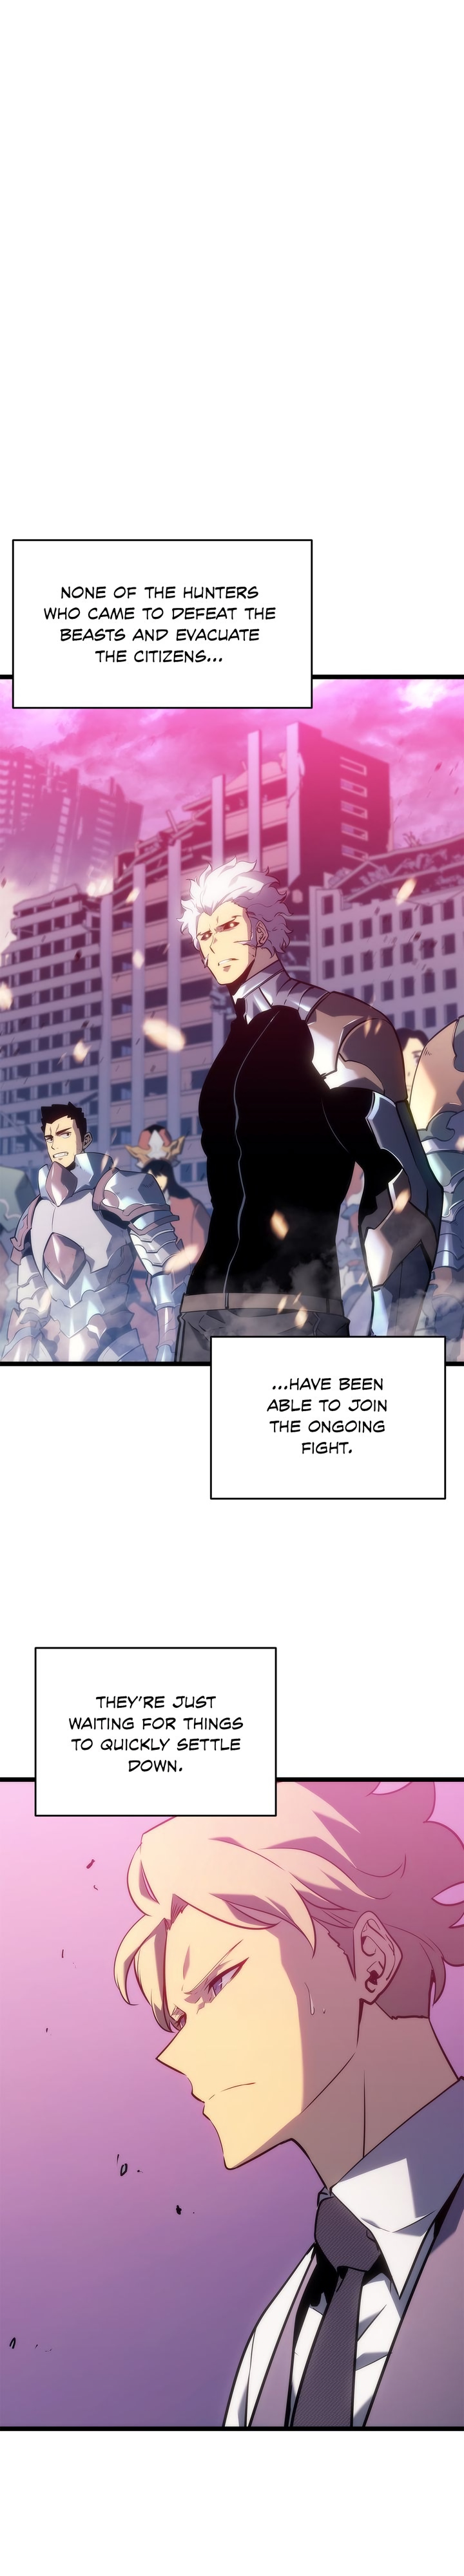 NONE OF THE HUNTERS
WHO CAME TO DEFEAT THE
BEASTS AND EVACUATE
THE CITIZENS...
...HAVE BEEN
ABLE TO JOIN
THE ONGOING
FIGHT.
THEY'RE JUST
WAITING FOR THINGS
TO QUICKLY SETTLE
DOWN.